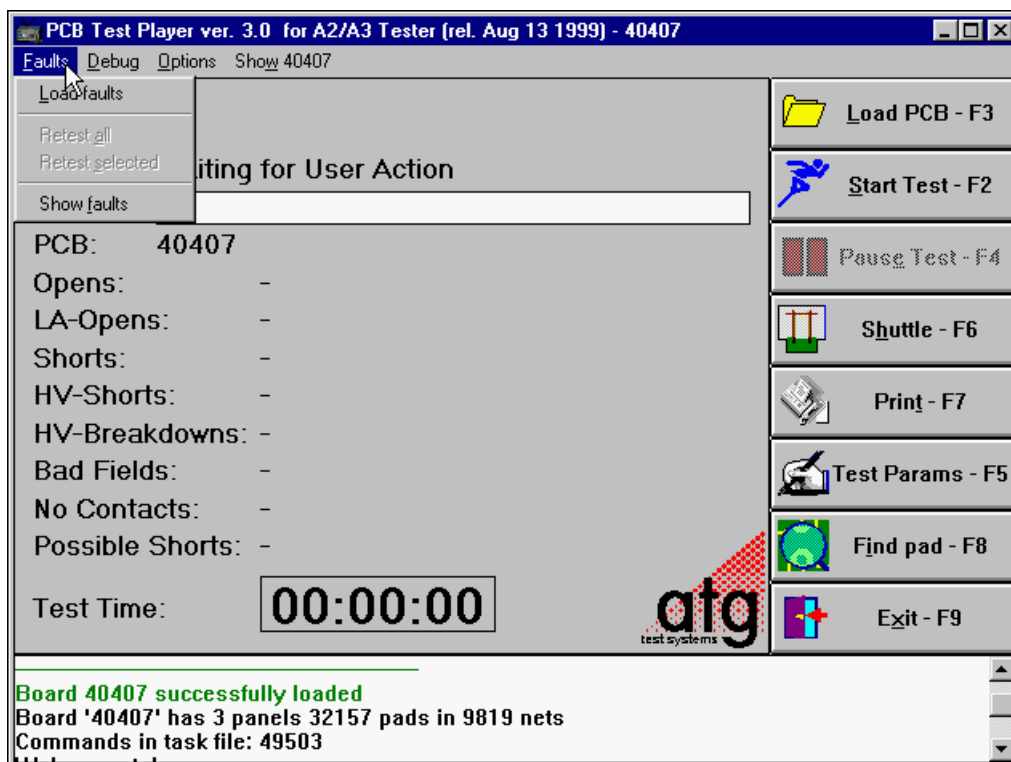 PCB Test Player ver. 3.0 for A2/A3 Tester (rel. Aug 13 1999) - 40407
Faults Debug Options Show 40407
Load faults
Retest all
Retest selected
Show faults
iting for User Action
PCB: 40407
Opens: -
LA-Opens: -
Shorts: -
HV-Shorts: -
HV-Breakdowns: -
Bad Fields: -
No Contacts: -
Possible Shorts: -
Test Time: 00:00:00
atg
test systems
Load PCB - F3
Start Test - F2
Pause Test - F4
Shuttle - F6
Print - F7
Test Params - F5
Find pad - F8
Exit - F9
Board 40407 successfully loaded
Board '40407' has 3 panels 32157 pads in 9819 nets
Commands in task file: 49503